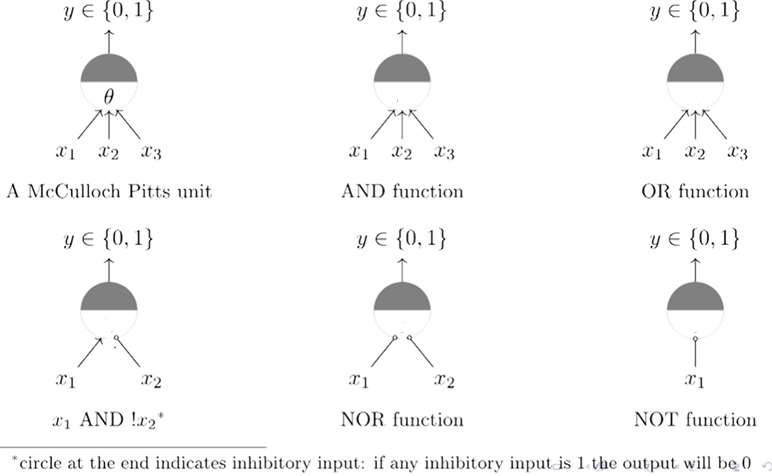 y ∈ {0, 1} y ∈ {0, 1} y ∈ {0, 1}
θ
x₁ x₂ x₃ x₁ x₂ x₃ x₁ x₂ x₃
A McCulloch Pitts unit AND function OR function
y ∈ {0, 1} y ∈ {0, 1} y ∈ {0, 1}
x₁ x₂ x₁ x₂ x₁
x₁ AND !x₂* NOR function NOT function
*circle at the end indicates inhibitory input: if any inhibitory input is 1 the output will be 0